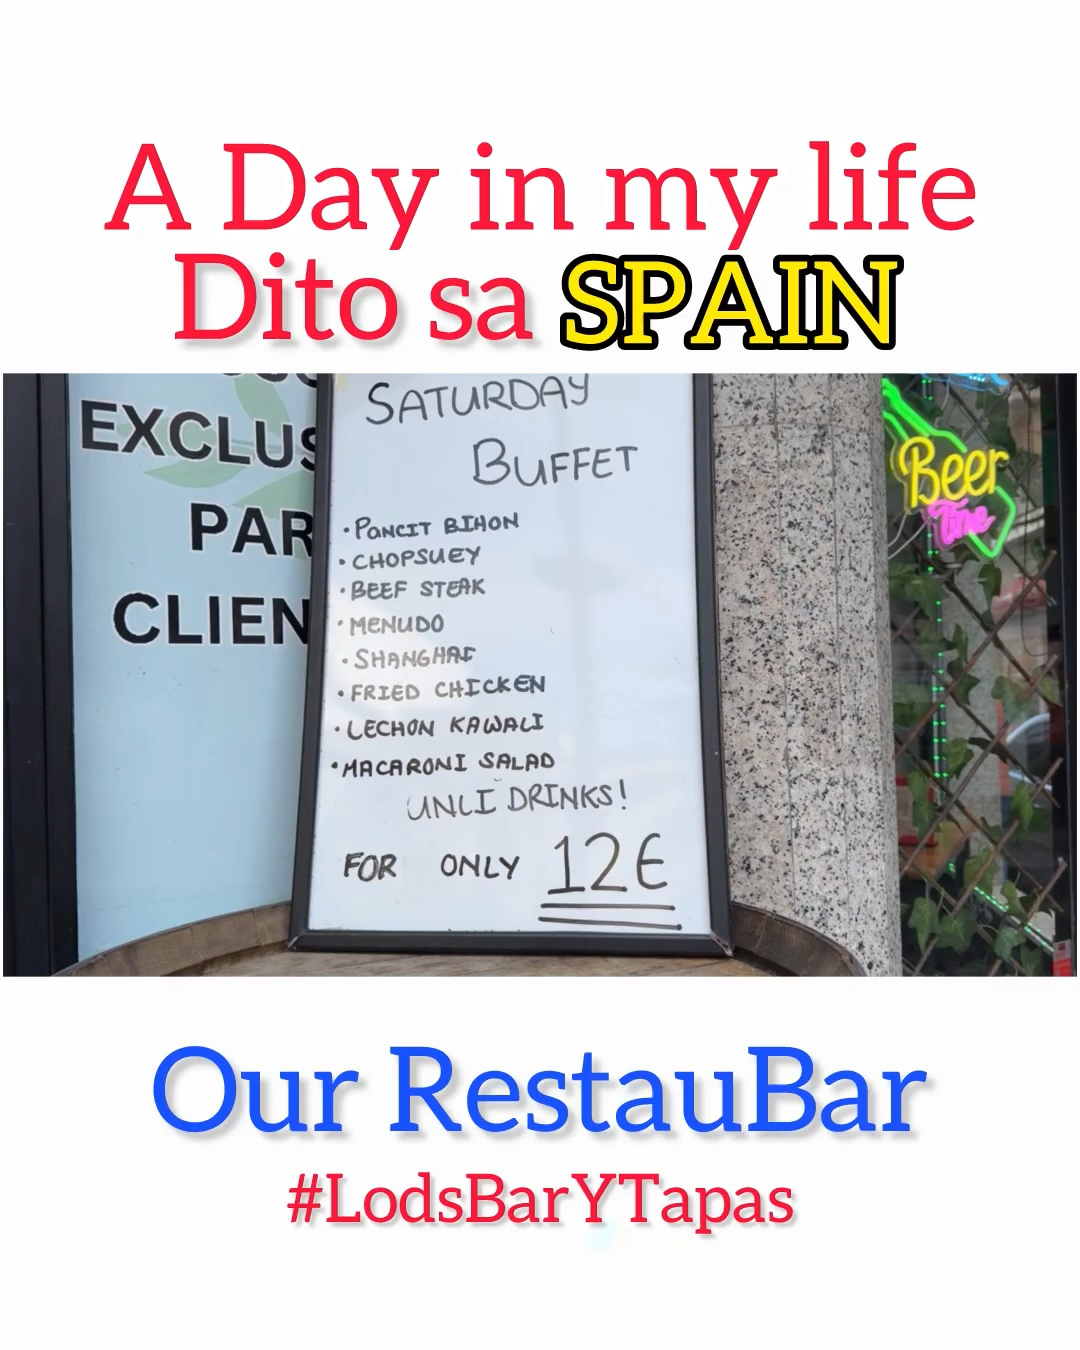 A Day in my life
Dito sa SPAIN
EXCLUS
PAR
CLIEN
SATURDAY
BUFFET
• PANCIT BIHON
• CHOPSUEY
• BEEF STEAK
• MENUDO
• SHANGHAI
• FRIED CHICKEN
• LECHON KAWALI
• MACARONI SALAD
UNLI DRINKS!
FOR ONLY 12€
Beer
Time
Our RestauBar
#LodsBarYTapas